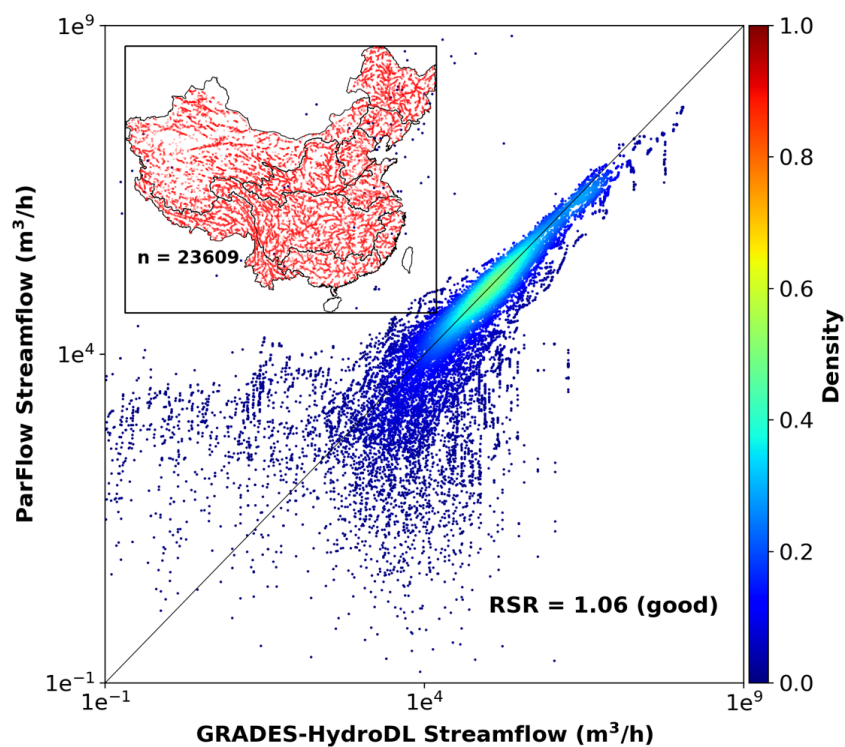 1e⁹
n = 23609
1e⁴
1e⁻¹
ParFlow Streamflow (m³/h)
RSR = 1.06 (good)
1e⁻¹
1e⁴
1e⁹
GRADES-HydroDL Streamflow (m³/h)
1.0
0.8
0.6
0.4
0.2
0.0
Density